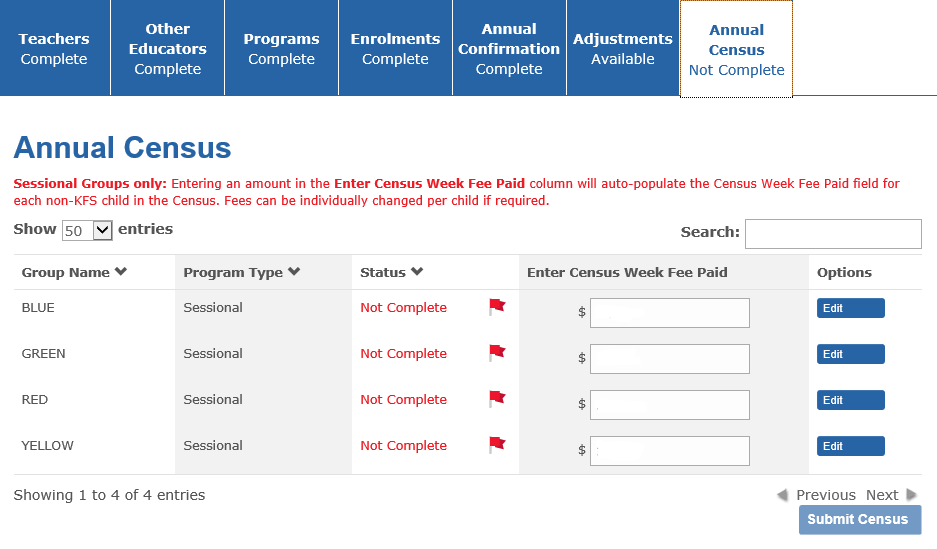 Teachers
Complete
Other
Educators
Complete
Programs
Complete
Enrolments
Complete
Annual
Confirmation
Complete
Adjustments
Available
Annual
Census
Not Complete
Annual Census
Sessional Groups only: Entering an amount in the Enter Census Week Fee Paid column will auto-populate the Census Week Fee Paid field for
each non-KFS child in the Census. Fees can be individually changed per child if required.
Show 50 entries
Search:
Group Name Program Type Status Enter Census Week Fee Paid Options
BLUE Sessional Not Complete $ Edit
GREEN Sessional Not Complete $ Edit
RED Sessional Not Complete $ Edit
YELLOW Sessional Not Complete $ Edit
Showing 1 to 4 of 4 entries
Previous Next
Submit Census